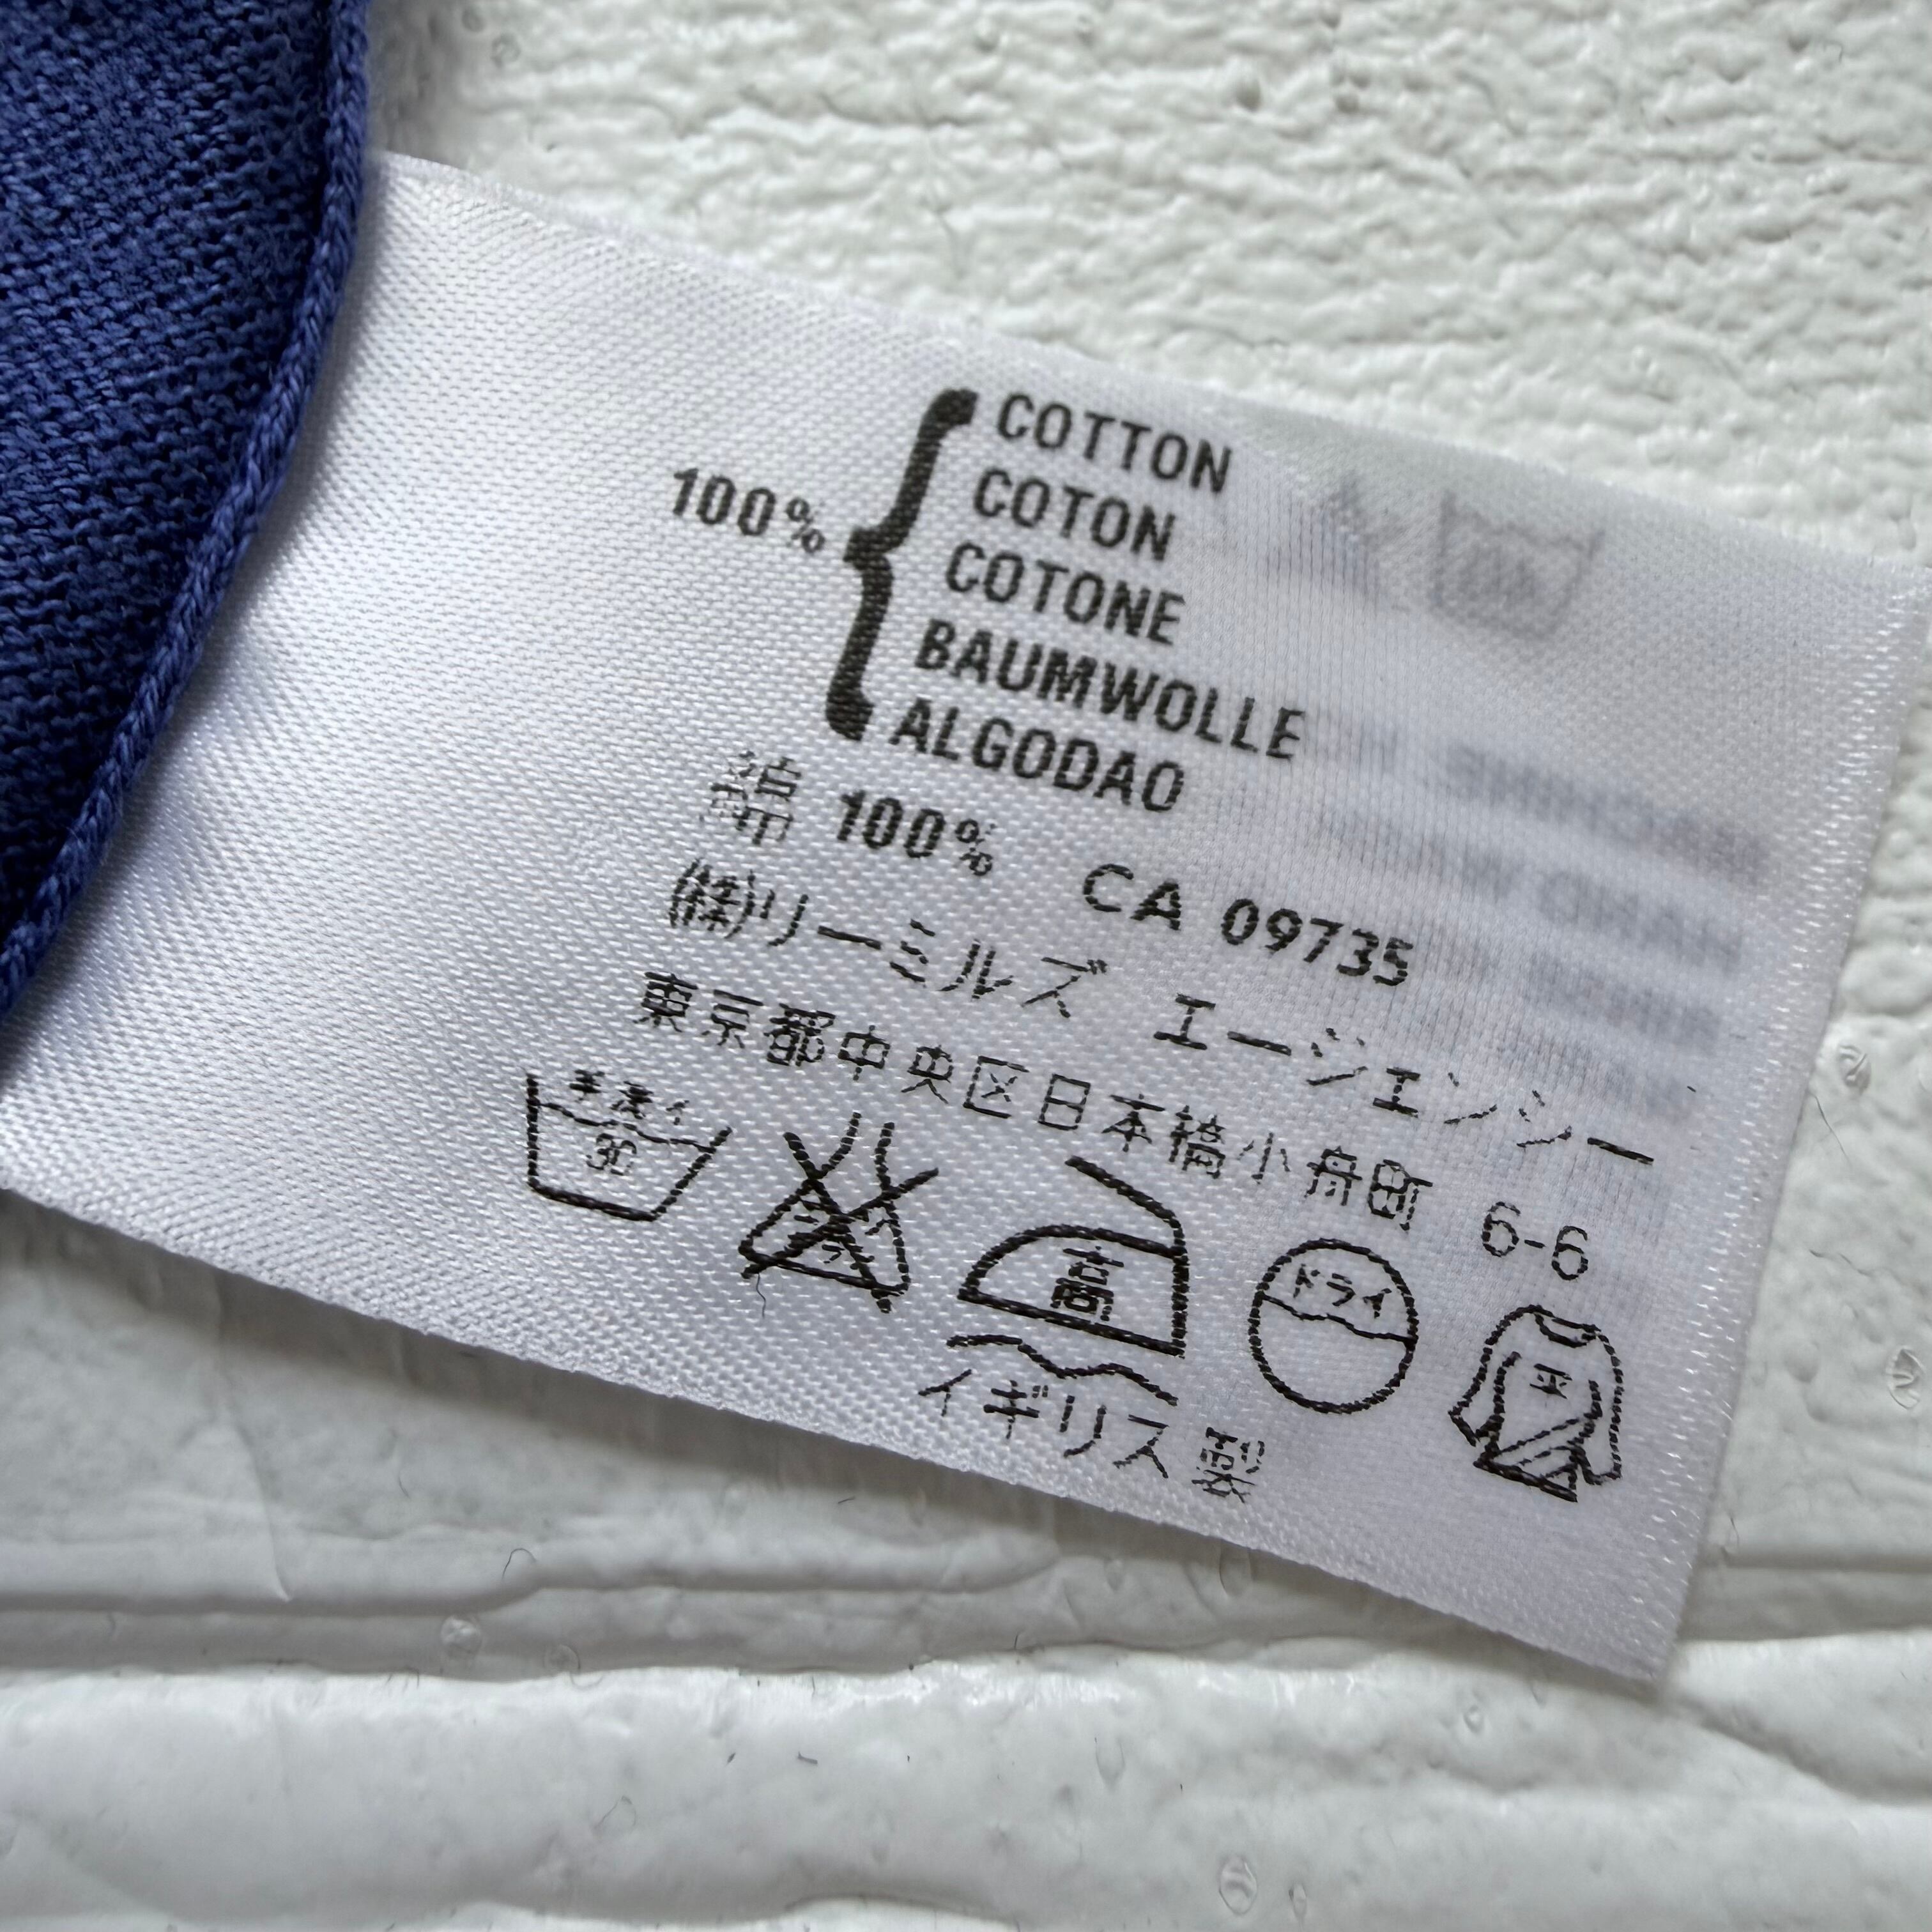 100%
COTTON
COTON
COTONE
BAUMWOLLE
ALGODAO
綿 100% CA 09735
(株)リーミルズ エージェンシー
東京都中央区日本橋小舟町 6-6
手洗イ
30
高
ドライ
イギリス製